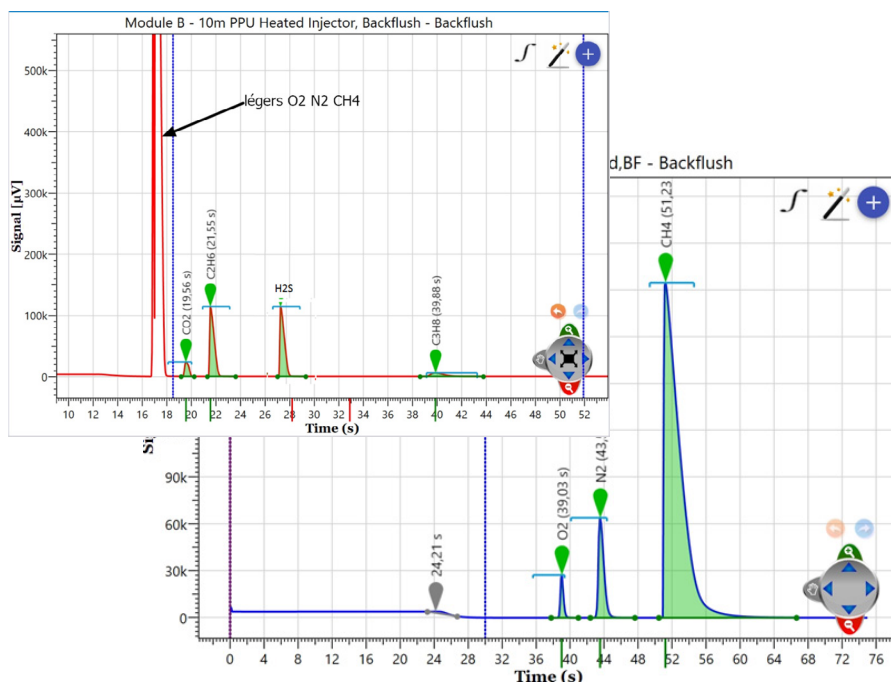 Module B - 10m PPU Heated Injector, Backflush - Backflush
500k
400k
300k
200k
100k
0
Signal [µV]
légers O2 N2 CH4
CO2 (19,56 s)
C2H6 (21,55 s)
H2S
C3H8 (39,88 s)
10 12 14 16 18 20 22 24 26 28 30 32 34 36 38 40 42 44 46 48 50 52
Time (s)
d,BF - Backflush
90k
60k
30k
0
24,21 s
O2 (39,03 s)
N2 (43,
CH4 (51,23
0 4 8 12 16 20 24 28 32 36 40 44 48 52 56 60 64 68 72 76
Time (s)